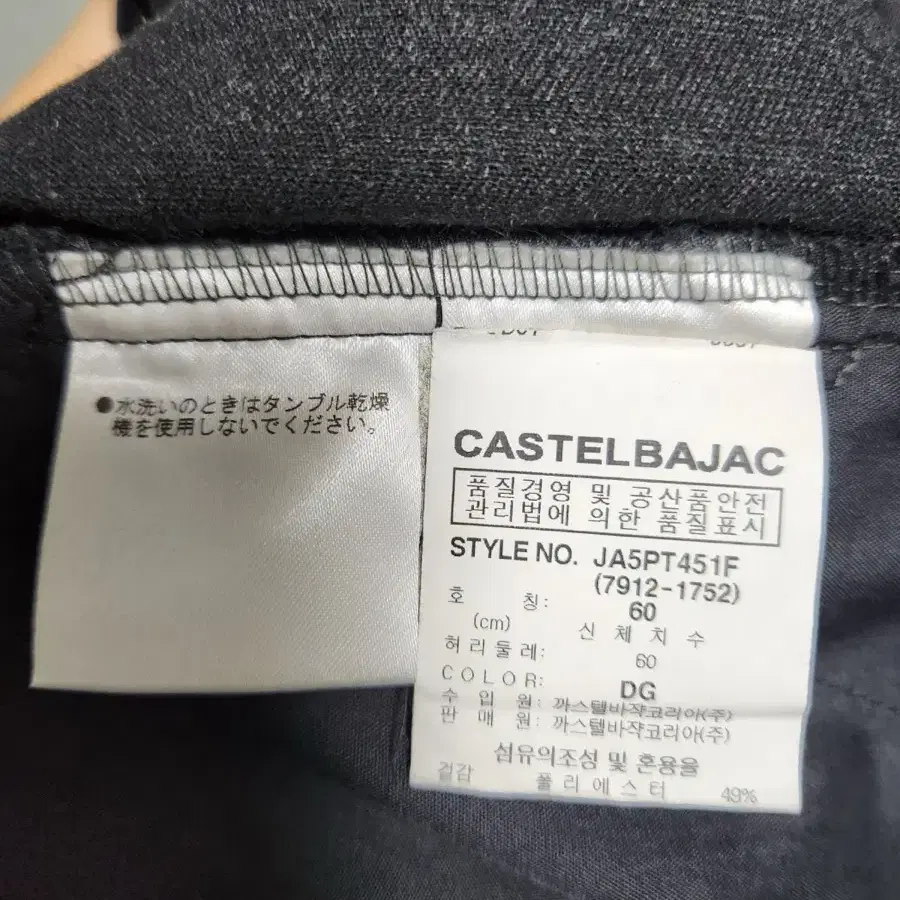 ●水洗いのときはタンブル乾燥
機を使用しないでください。
CASTELBAJAC
품질경영 및 공산품안전
관리법에 의한 품질표시
STYLE NO. JA5PT451F
(7912-1752)
호 칭: 60
(cm) 신체치수
허리둘레: 60
COLOR: DG
수 입 원: 까스텔바쟉코리아(주)
판 매 원: 까스텔바쟉코리아(주)
섬유의조성 및 혼용율
겉감 폴리에스터 49%